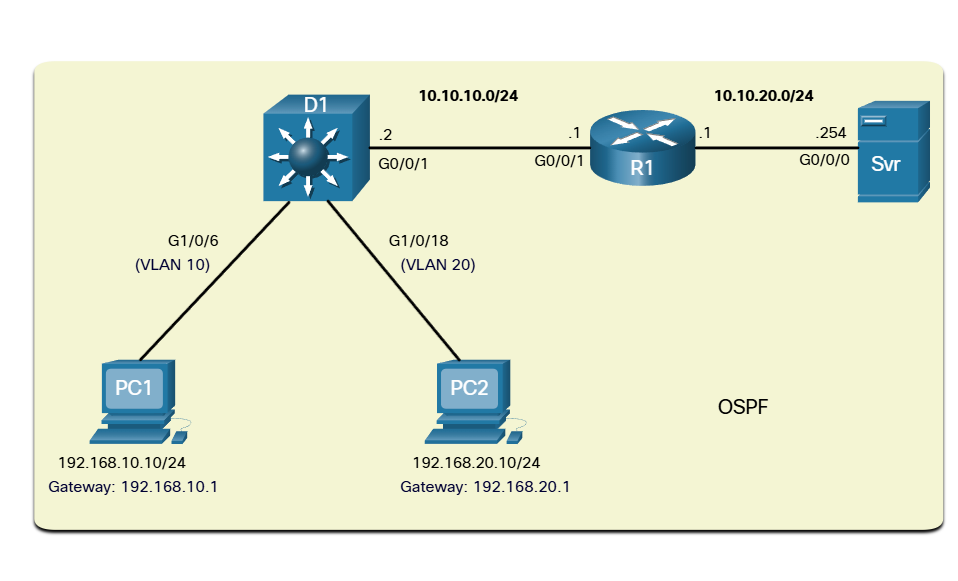 10.10.10.0/24
10.10.20.0/24
D1
.2
.1
.1
.254
G0/0/1
G0/0/1
R1
G0/0/0
Svr
G1/0/6
(VLAN 10)
G1/0/18
(VLAN 20)
PC1
PC2
OSPF
192.168.10.10/24
Gateway: 192.168.10.1
192.168.20.10/24
Gateway: 192.168.20.1